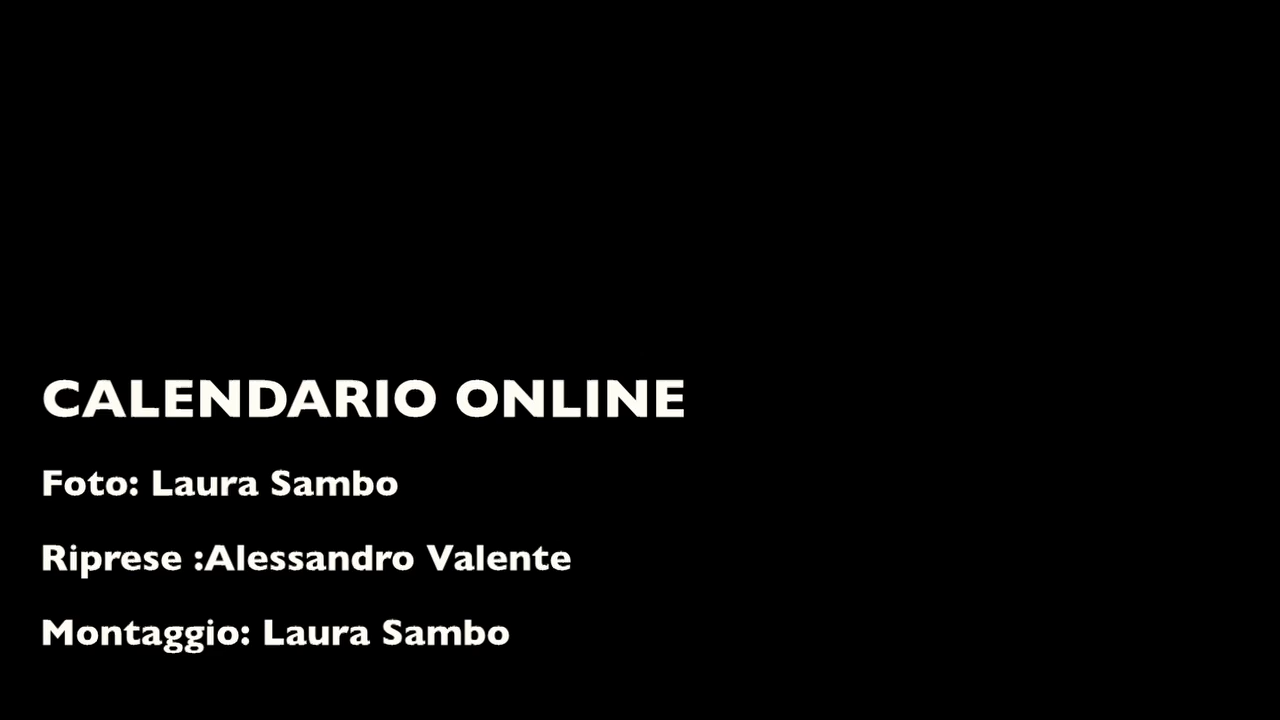 CALENDARIO ONLINE
Foto: Laura Sambo
Riprese :Alessandro Valente
Montaggio: Laura Sambo